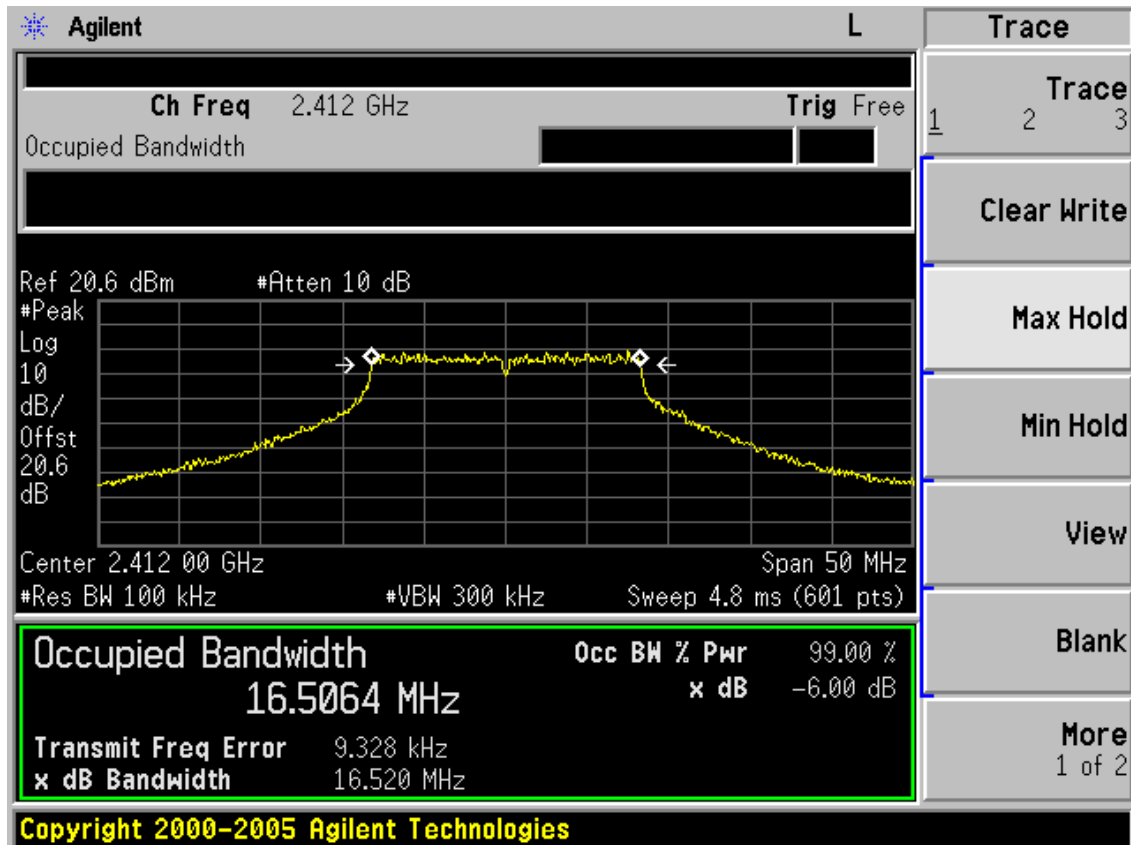 Agilent L Trace
Ch Freq 2.412 GHz Trig Free
Occupied Bandwidth
Trace
1 2 3
Clear Write
Max Hold
Min Hold
View
Blank
More
1 of 2
Ref 20.6 dBm #Atten 10 dB
#Peak
Log
10
dB/
Offst
20.6
dB
Center 2.412 00 GHz Span 50 MHz
#Res BW 100 kHz #VBW 300 kHz Sweep 4.8 ms (601 pts)
Occupied Bandwidth Occ BW % Pwr 99.00 %
16.5064 MHz x dB -6.00 dB
Transmit Freq Error 9.328 kHz
x dB Bandwidth 16.520 MHz
Copyright 2000-2005 Agilent Technologies